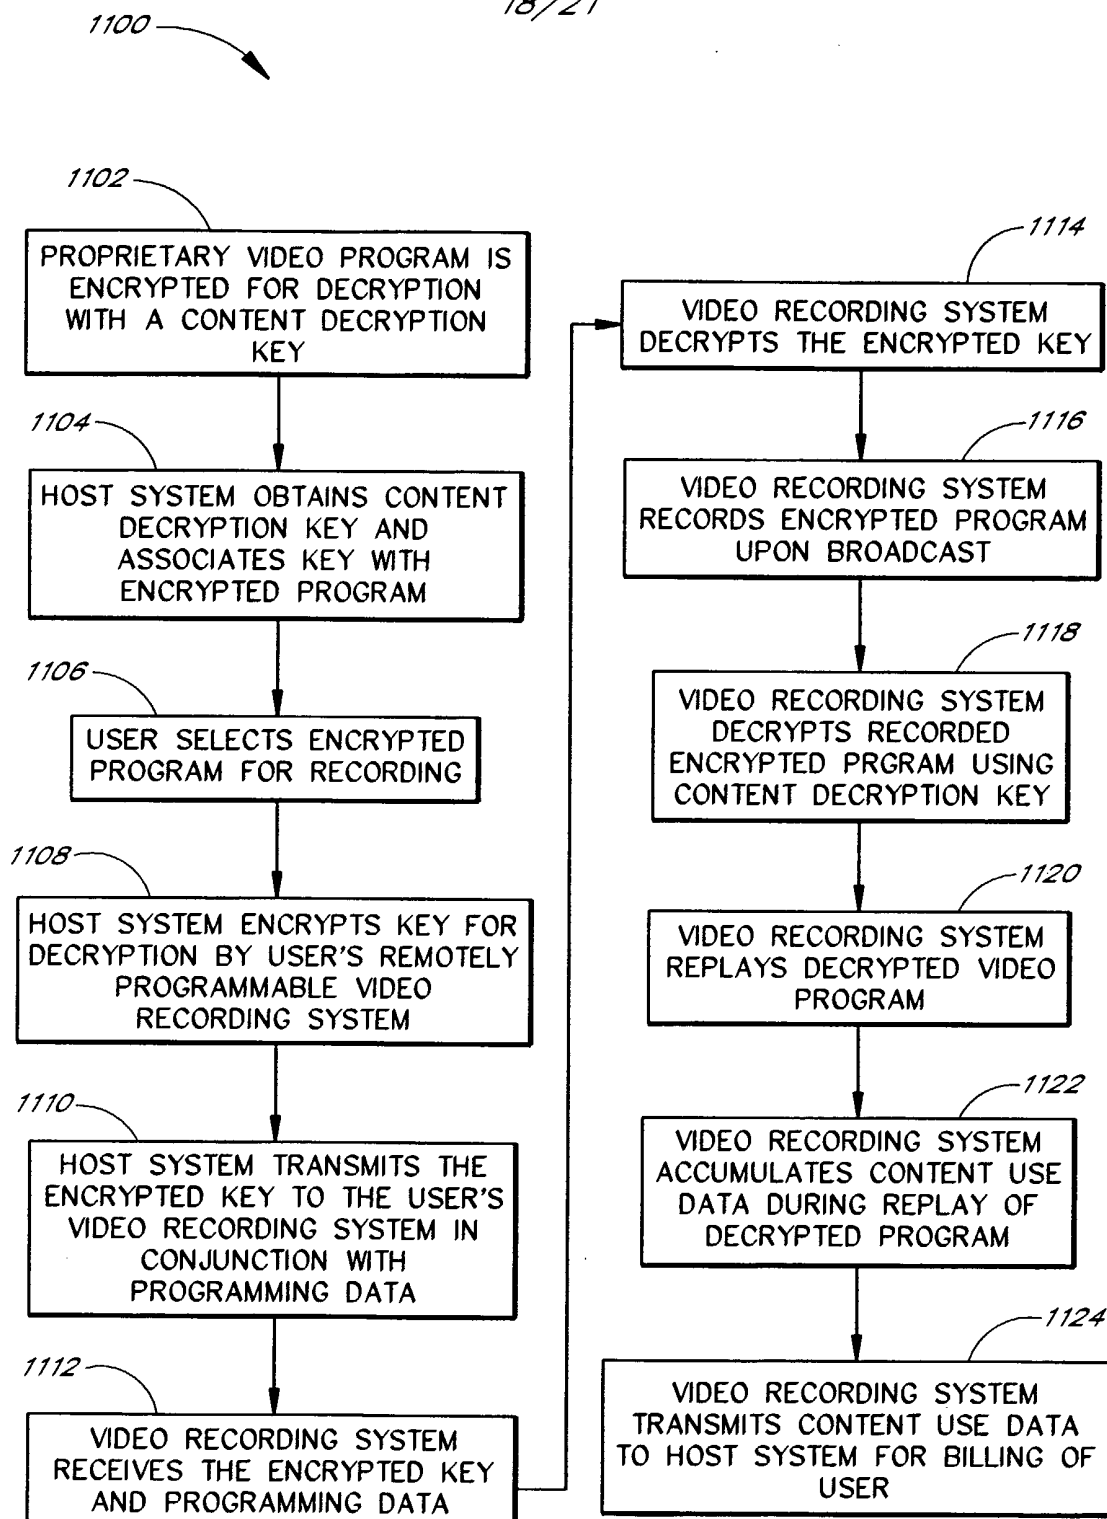 18/21
1100
1102
PROPRIETARY VIDEO PROGRAM IS
ENCRYPTED FOR DECRYPTION
WITH A CONTENT DECRYPTION
KEY
1104
HOST SYSTEM OBTAINS CONTENT
DECRYPTION KEY AND
ASSOCIATES KEY WITH
ENCRYPTED PROGRAM
1106
USER SELECTS ENCRYPTED
PROGRAM FOR RECORDING
1108
HOST SYSTEM ENCRYPTS KEY FOR
DECRYPTION BY USER'S REMOTELY
PROGRAMMABLE VIDEO
RECORDING SYSTEM
1110
HOST SYSTEM TRANSMITS THE
ENCRYPTED KEY TO THE USER'S
VIDEO RECORDING SYSTEM IN
CONJUNCTION WITH
PROGRAMMING DATA
1112
VIDEO RECORDING SYSTEM
RECEIVES THE ENCRYPTED KEY
AND PROGRAMMING DATA
1114
VIDEO RECORDING SYSTEM
DECRYPTS THE ENCRYPTED KEY
1116
VIDEO RECORDING SYSTEM
RECORDS ENCRYPTED PROGRAM
UPON BROADCAST
1118
VIDEO RECORDING SYSTEM
DECRYPTS RECORDED
ENCRYPTED PRGRAM USING
CONTENT DECRYPTION KEY
1120
VIDEO RECORDING SYSTEM
REPLAYS DECRYPTED VIDEO
PROGRAM
1122
VIDEO RECORDING SYSTEM
ACCUMULATES CONTENT USE
DATA DURING REPLAY OF
DECRYPTED PROGRAM
1124
VIDEO RECORDING SYSTEM
TRANSMITS CONTENT USE DATA
TO HOST SYSTEM FOR BILLING OF
USER